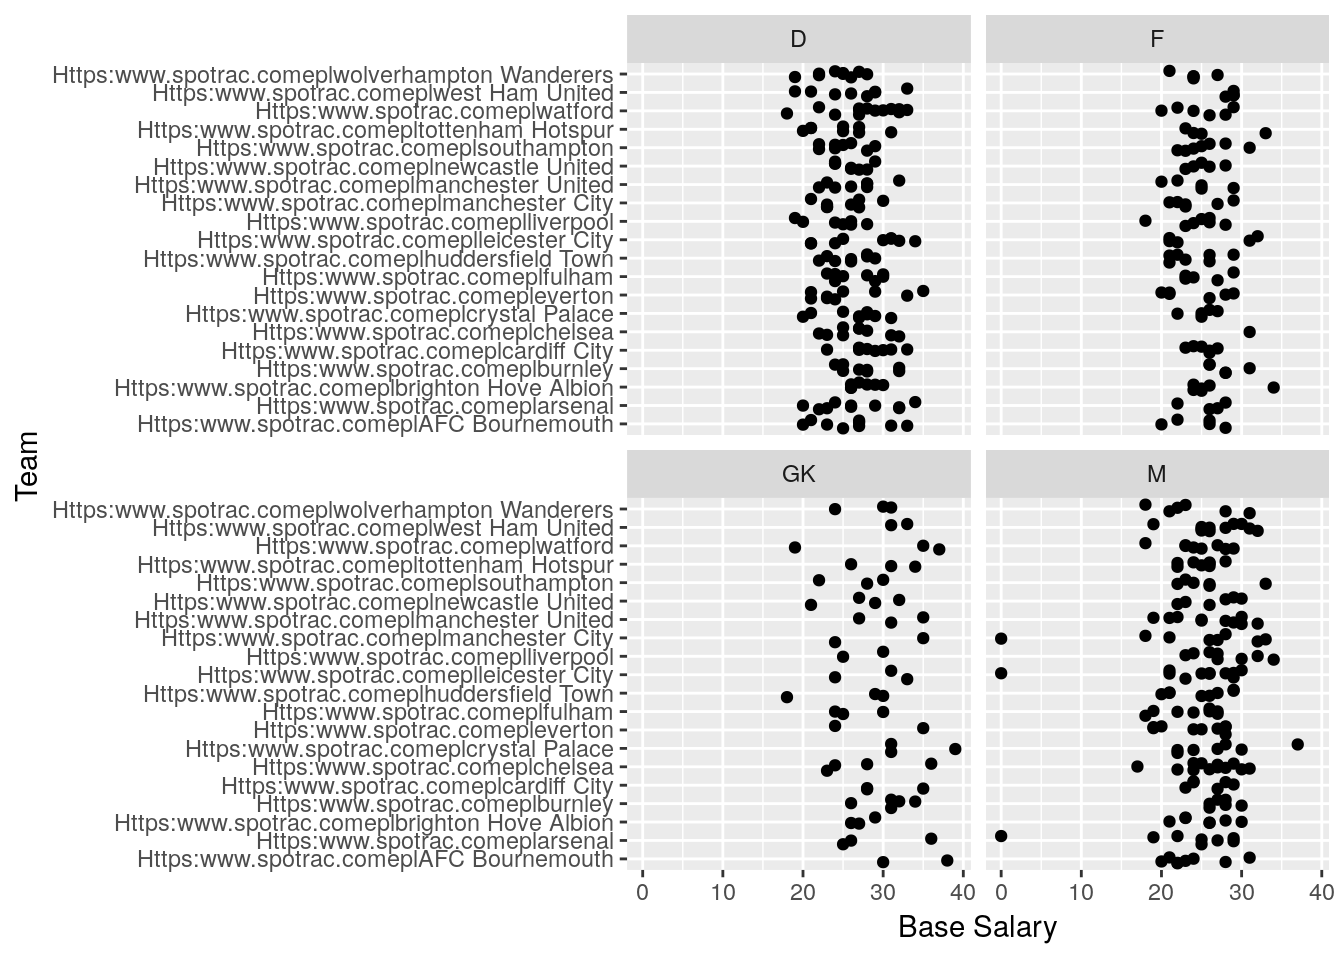 D
F
Https:www.spotrac.comeplwolverhampton Wanderers
Https:www.spotrac.comeplwest Ham United
Https:www.spotrac.comeplwatford
Https:www.spotrac.comepltottenham Hotspur
Https:www.spotrac.comeplsouthampton
Https:www.spotrac.comeplnewcastle United
Https:www.spotrac.comeplmanchester United
Https:www.spotrac.comeplmanchester City
Https:www.spotrac.comeplliverpool
Https:www.spotrac.comeplleicester City
Https:www.spotrac.comeplhuddersfield Town
Https:www.spotrac.comeplfulham
Https:www.spotrac.comepleverton
Https:www.spotrac.comeplcrystal Palace
Https:www.spotrac.comeplchelsea
Https:www.spotrac.comeplcardiff City
Https:www.spotrac.comeplburnley
Https:www.spotrac.comeplbrighton Hove Albion
Https:www.spotrac.comeplarsenal
Https:www.spotrac.comeplAFC Bournemouth
Team
GK
M
Https:www.spotrac.comeplwolverhampton Wanderers
Https:www.spotrac.comeplwest Ham United
Https:www.spotrac.comeplwatford
Https:www.spotrac.comepltottenham Hotspur
Https:www.spotrac.comeplsouthampton
Https:www.spotrac.comeplnewcastle United
Https:www.spotrac.comeplmanchester United
Https:www.spotrac.comeplmanchester City
Https:www.spotrac.comeplliverpool
Https:www.spotrac.comeplleicester City
Https:www.spotrac.comeplhuddersfield Town
Https:www.spotrac.comeplfulham
Https:www.spotrac.comepleverton
Https:www.spotrac.comeplcrystal Palace
Https:www.spotrac.comeplchelsea
Https:www.spotrac.comeplcardiff City
Https:www.spotrac.comeplburnley
Https:www.spotrac.comeplbrighton Hove Albion
Https:www.spotrac.comeplarsenal
Https:www.spotrac.comeplAFC Bournemouth
0 10 20 30 40 0 10 20 30 40
Base Salary